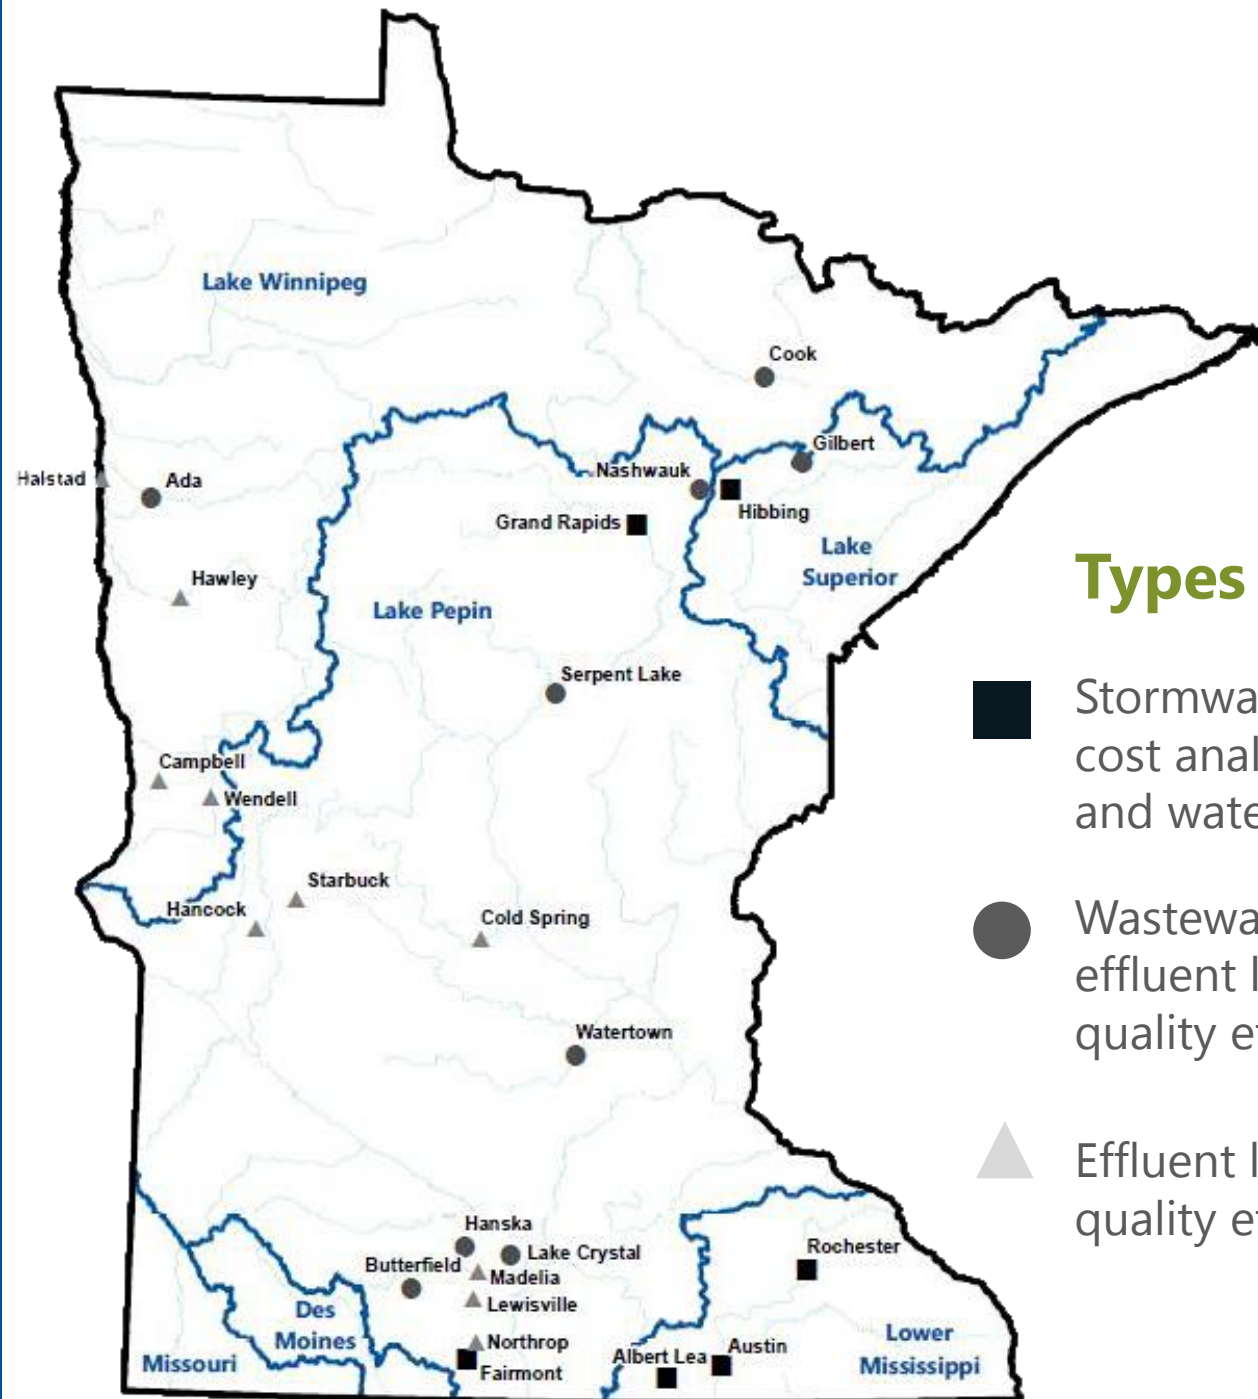 Lake Winnipeg
Cook
Gilbert
Nashwauk
Halstad
Ada
Hibbing
Grand Rapids
Lake
Superior
Hawley
Lake Pepin
Serpent Lake
Campbell
Wendell
Starbuck
Hancock
Cold Spring
Watertown
Hanska
Lake Crystal
Butterfield
Madelia
Lewisville
Rochester
Des
Moines
Northrop
Missouri
Fairmont
Albert Lea
Austin
Lower
Mississippi
Types
Stormwa
cost anal
and wate
Wastewa
effluent l
quality ef
Effluent l
quality ef